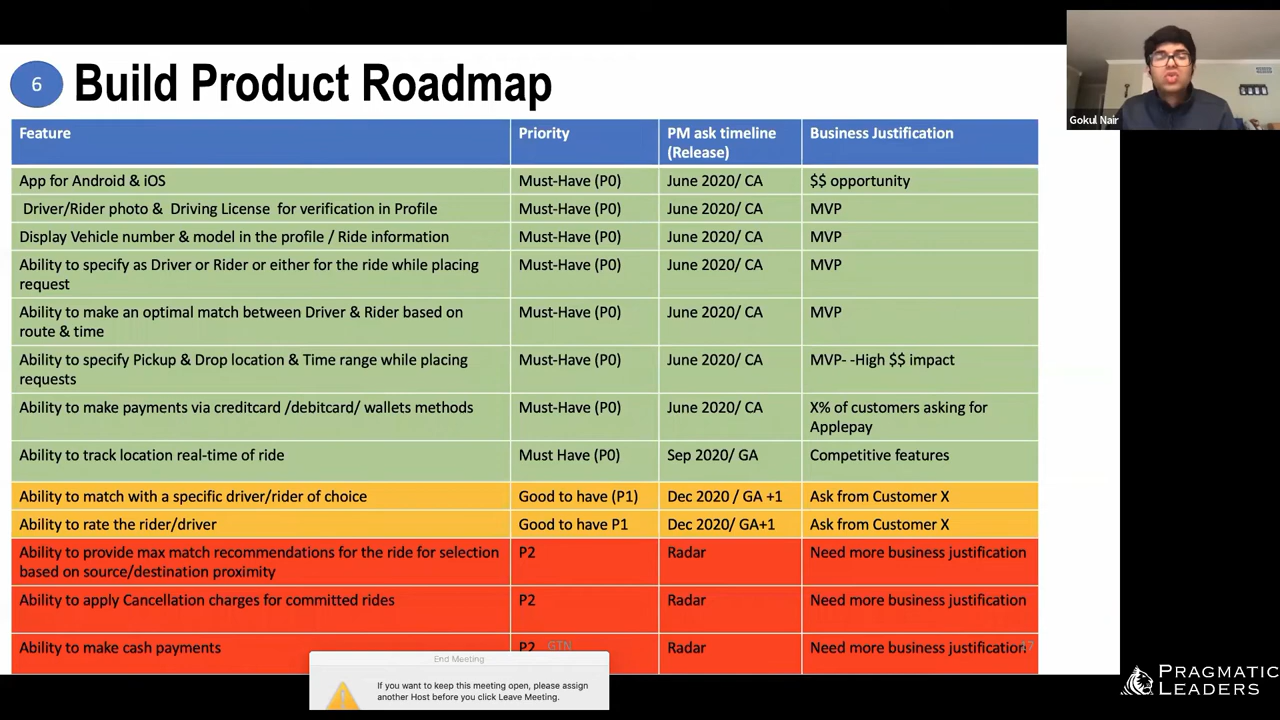 6
Build Product Roadmap
Feature Priority PM ask timeline Business Justification
(Release)
App for Android & iOS Must-Have (P0) June 2020/ CA $$ opportunity
Driver/Rider photo & Driving License for verification in Profile Must-Have (P0) June 2020/ CA MVP
Display Vehicle number & model in the profile / Ride information Must-Have (P0) June 2020/ CA MVP
Ability to specify as Driver or Rider or either for the ride while placing Must-Have (P0) June 2020/ CA MVP
request
Ability to make an optimal match between Driver & Rider based on Must-Have (P0) June 2020/ CA MVP
route & time
Ability to specify Pickup & Drop location & Time range while placing Must-Have (P0) June 2020/ CA MVP- -High $$ impact
requests
Ability to make payments via creditcard /debitcard/ wallets methods Must-Have (P0) June 2020/ CA X% of customers asking for
Applepay
Ability to track location real-time of ride Must Have (P0) Sep 2020/ GA Competitive features
Ability to match with a specific driver/rider of choice Good to have (P1) Dec 2020 / GA +1 Ask from Customer X
Ability to rate the rider/driver Good to have P1 Dec 2020/ GA+1 Ask from Customer X
Ability to provide max match recommendations for the ride for selection P2 Radar Need more business justification
based on source/destination proximity
Ability to apply Cancellation charges for committed rides P2 Radar Need more business justification
Ability to make cash payments P2 GTN Radar Need more business justification 17
End Meeting
If you want to keep this meeting open, please assign
another Host before you click Leave Meeting.
Gokul Nair
PRAGMATIC
LEADERS